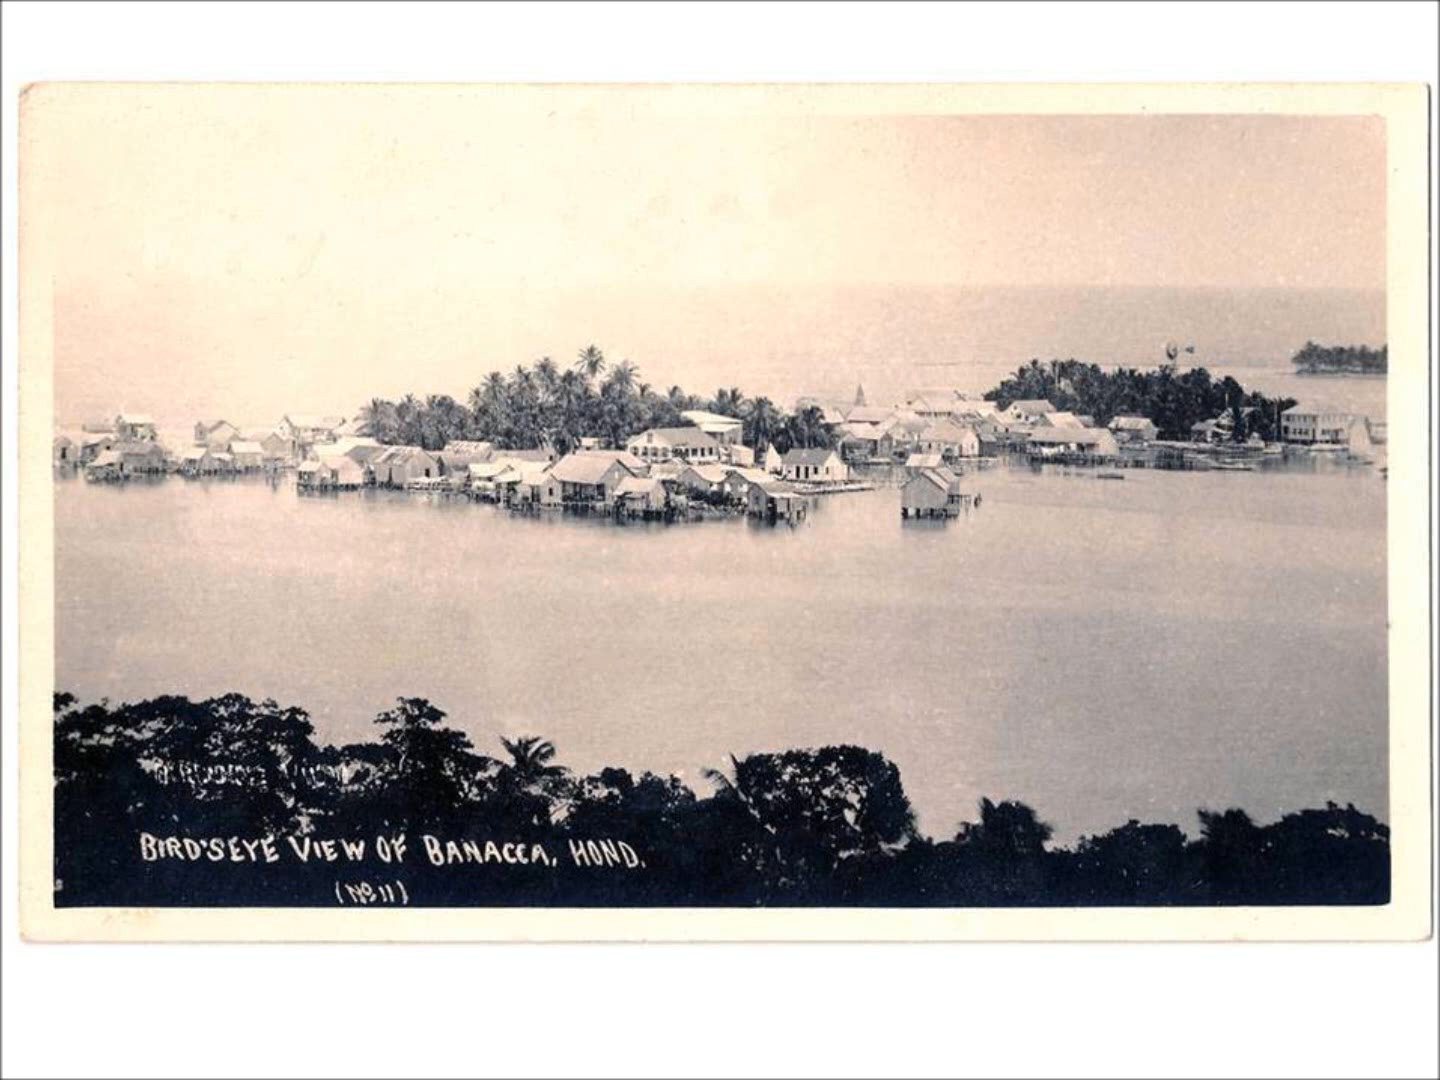 BIRD'S EYE VIEW OF BANACCA, HOND.
(No 11)